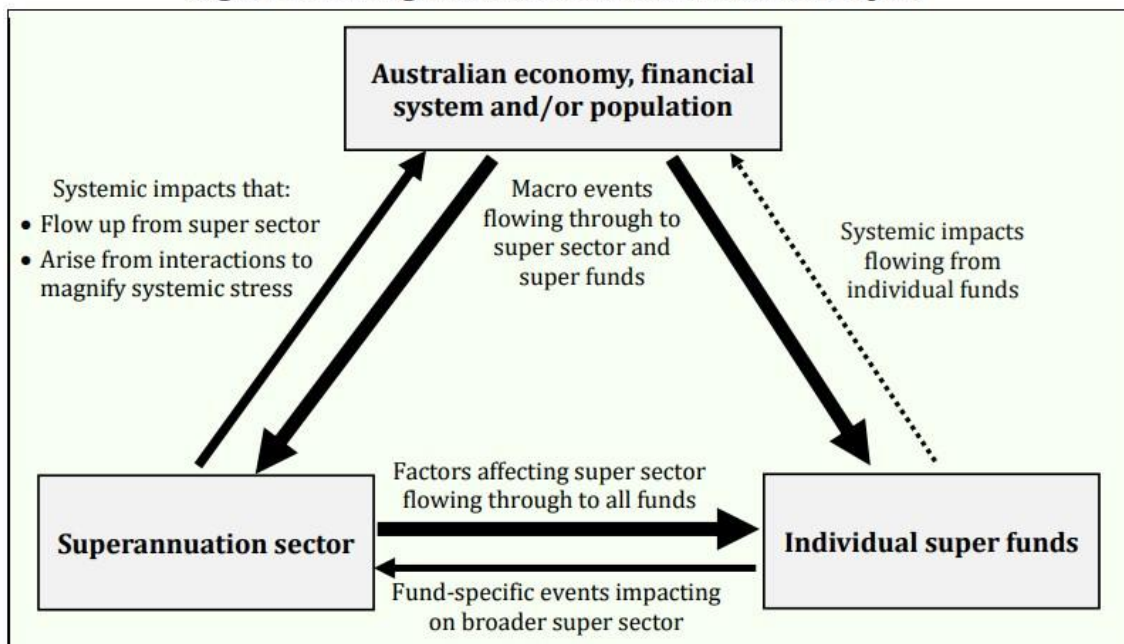 Australian economy, financial
system and/or population
Systemic impacts that:
• Flow up from super sector
• Arise from interactions to
magnify systemic stress
Macro events
flowing through to
super sector and
super funds
Systemic impacts
flowing from
individual funds
Factors affecting super sector
flowing through to all funds
Superannuation sector
Individual super funds
Fund-specific events impacting
on broader super sector